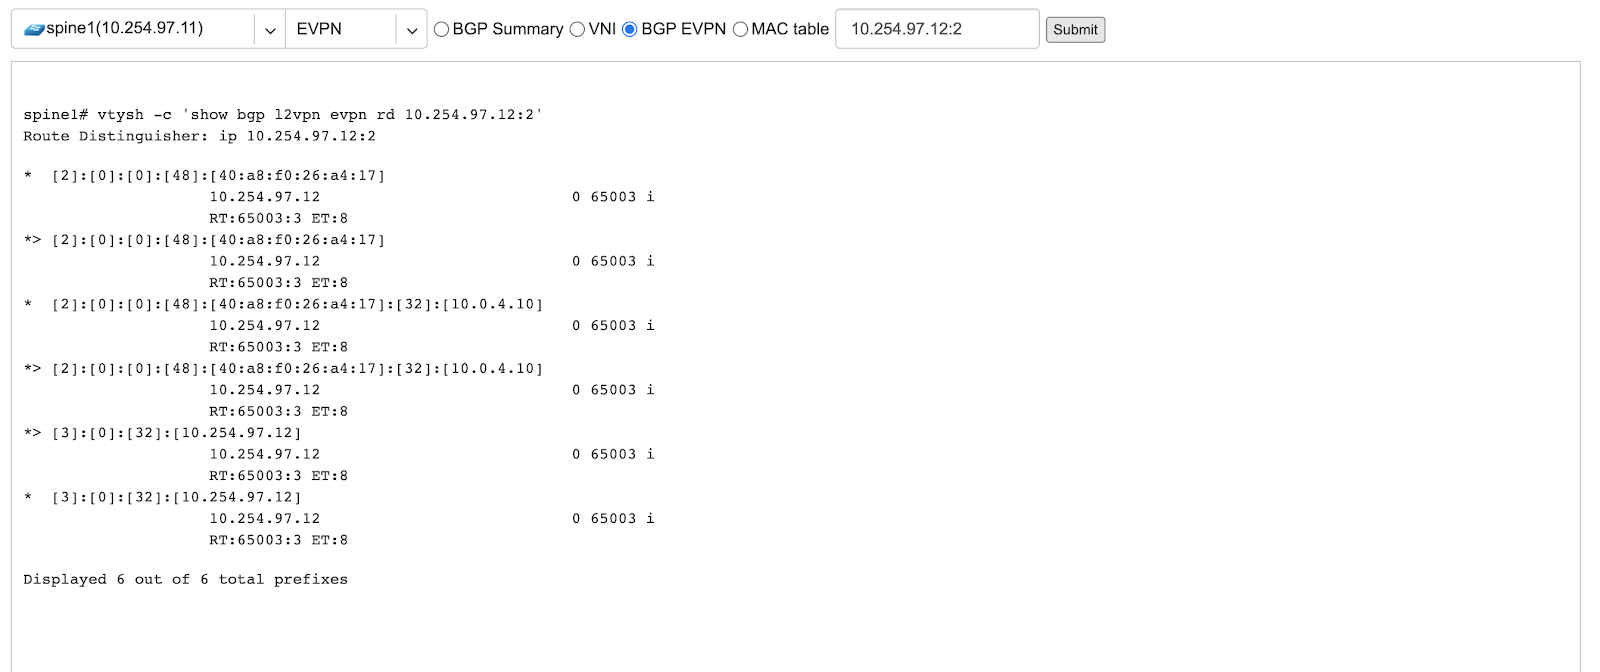 spine1(10.254.97.11) EVPN BGP Summary VNI BGP EVPN MAC table 10.254.97.12:2 Submit
spine1# vtysh -c 'show bgp l2vpn evpn rd 10.254.97.12:2'
Route Distinguisher: ip 10.254.97.12:2
*  [2]:[0]:[0]:[48]:[40:a8:f0:26:a4:17]
10.254.97.12 0 65003 i
RT:65003:3 ET:8
*> [2]:[0]:[0]:[48]:[40:a8:f0:26:a4:17]
10.254.97.12 0 65003 i
RT:65003:3 ET:8
*  [2]:[0]:[0]:[48]:[40:a8:f0:26:a4:17]:[32]:[10.0.4.10]
10.254.97.12 0 65003 i
RT:65003:3 ET:8
*> [2]:[0]:[0]:[48]:[40:a8:f0:26:a4:17]:[32]:[10.0.4.10]
10.254.97.12 0 65003 i
RT:65003:3 ET:8
*> [3]:[0]:[32]:[10.254.97.12]
10.254.97.12 0 65003 i
RT:65003:3 ET:8
*  [3]:[0]:[32]:[10.254.97.12]
10.254.97.12 0 65003 i
RT:65003:3 ET:8
Displayed 6 out of 6 total prefixes